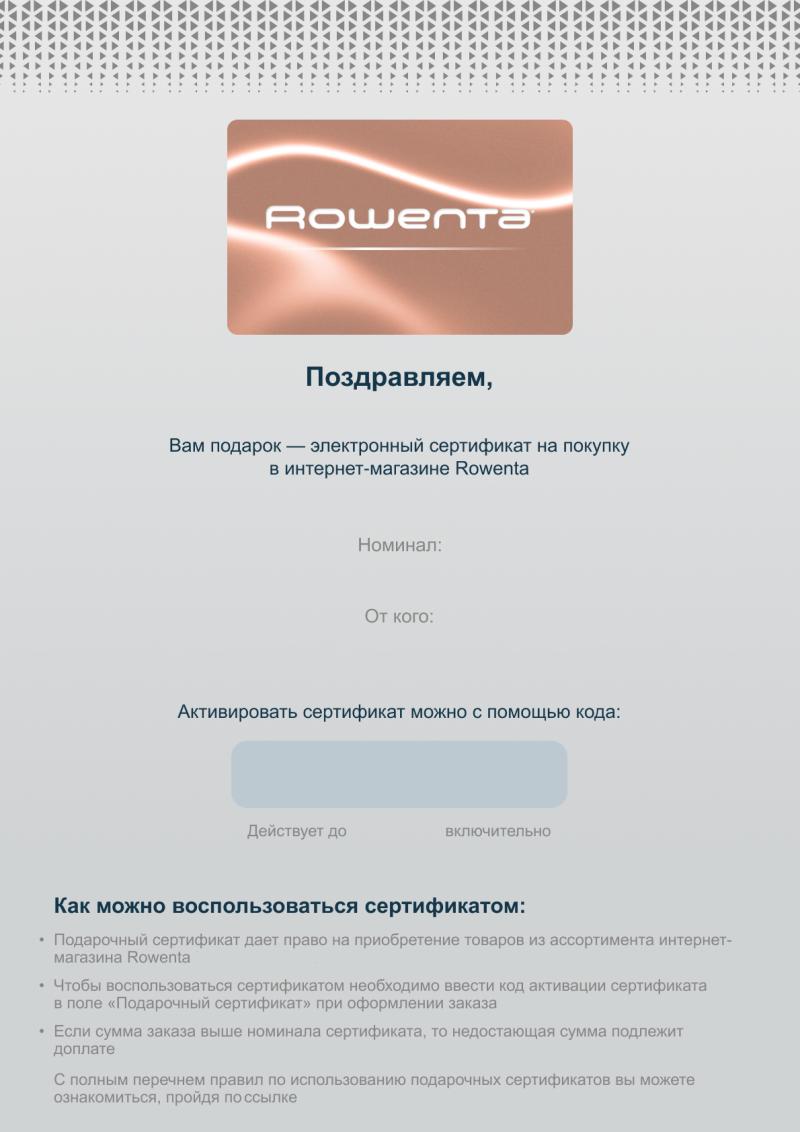 Rowenta
Поздравляем,
Вам подарок — электронный сертификат на покупку
в интернет-магазине Rowenta
Номинал:
От кого:
Активировать сертификат можно с помощью кода:
Действует до включительно
Как можно воспользоваться сертификатом:
• Подарочный сертификат дает право на приобретение товаров из ассортимента интернет-
магазина Rowenta
• Чтобы воспользоваться сертификатом необходимо ввести код активации сертификата
в поле «Подарочный сертификат» при оформлении заказа
• Если сумма заказа выше номинала сертификата, то недостающая сумма подлежит
доплате
С полным перечнем правил по использованию подарочных сертификатов вы можете
ознакомиться, пройдя по ссылке